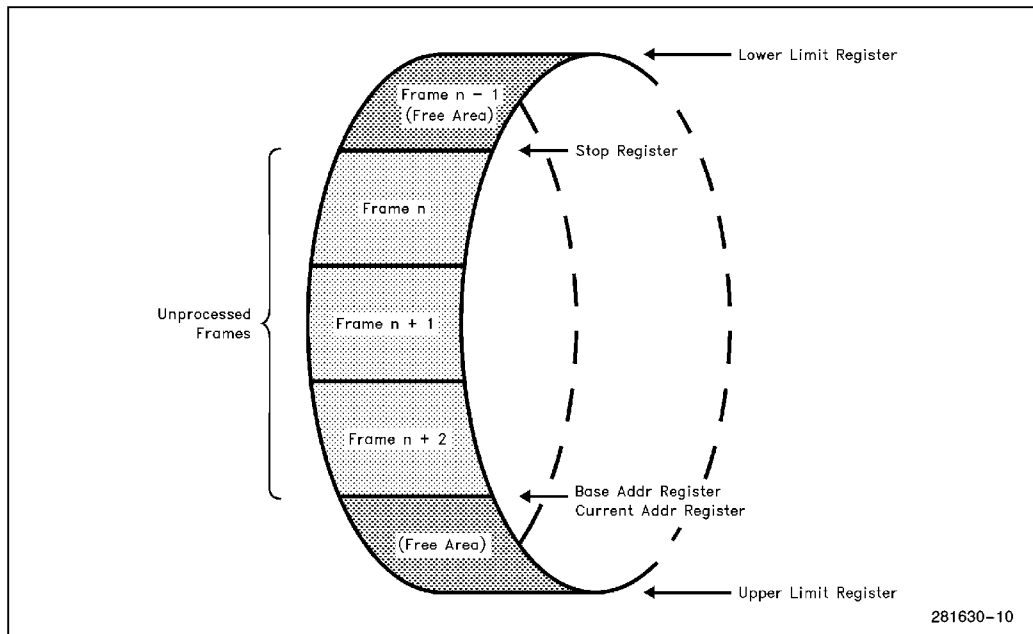 Lower Limit Register
Frame n − 1
(Free Area)
Stop Register
Frame n
Unprocessed
Frames
Frame n + 1
Frame n + 2
Base Addr Register
Current Addr Register
(Free Area)
Upper Limit Register
281630−10